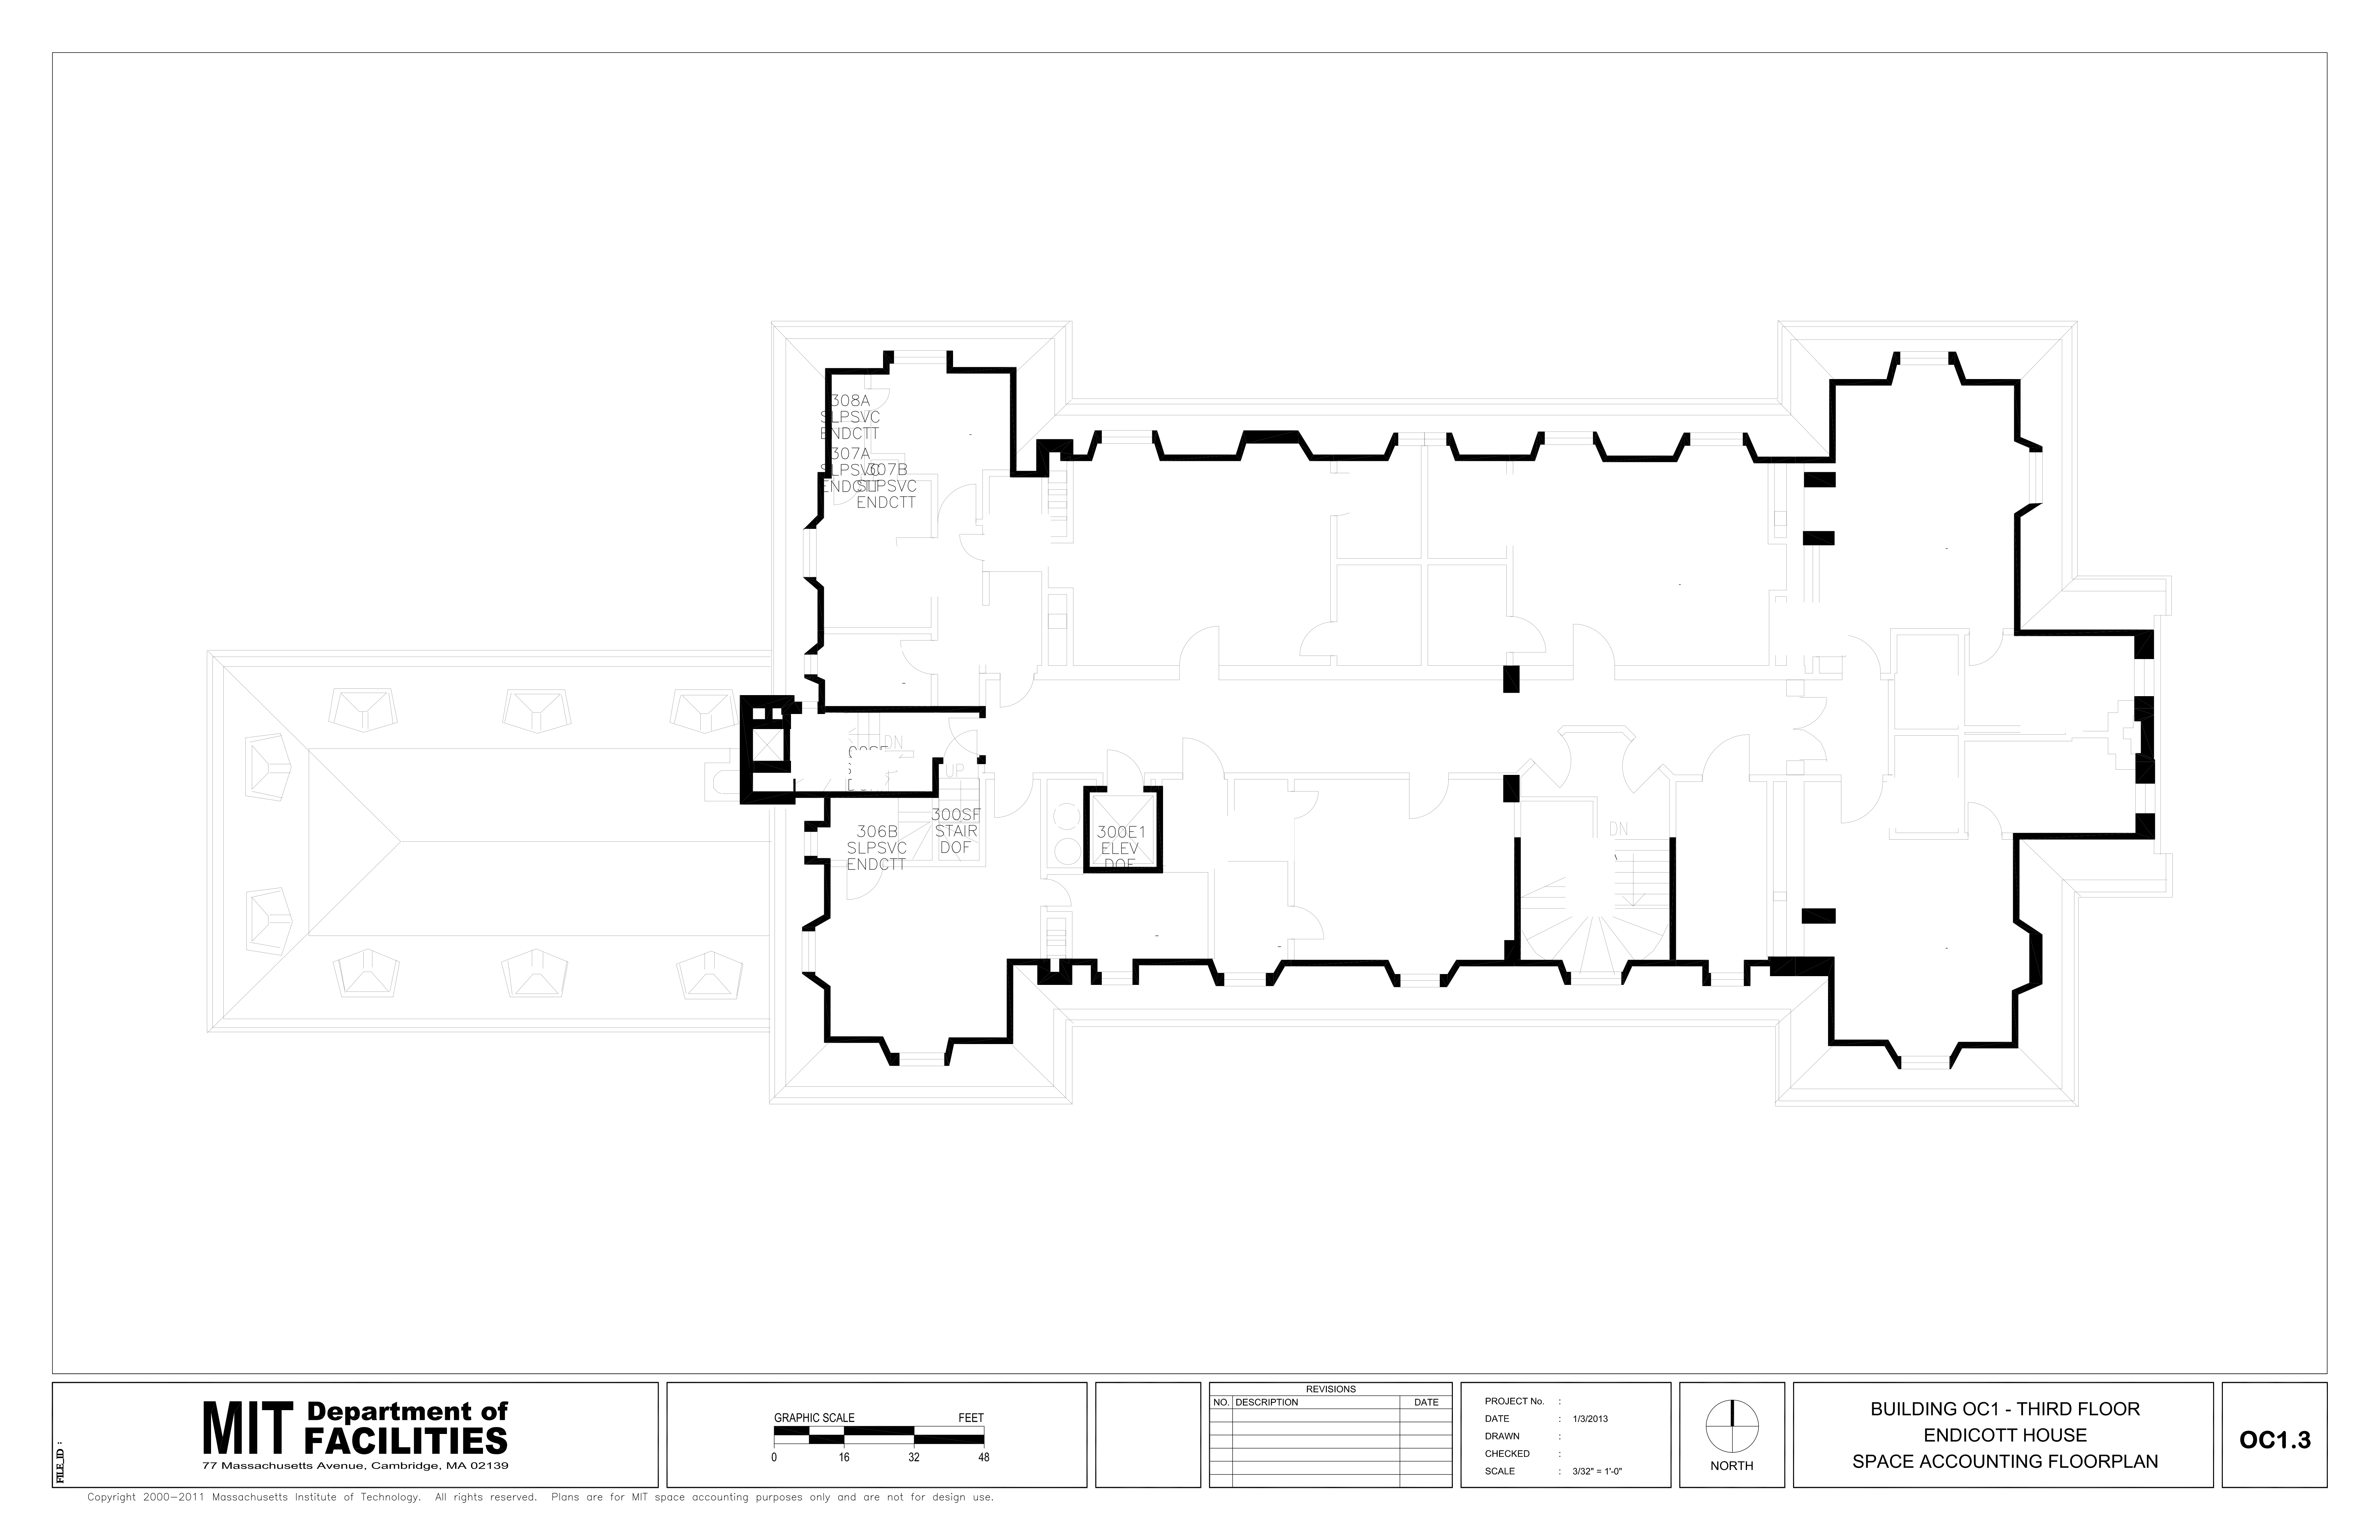 308A
SLPSVC
ENDCTT
307A
SLPSVC
307B
SLPSVC
ENDCTT
DN
UP
300SF
STAIR
DOF
306B
SLPSVC
ENDCTT
300E1
ELEV
DOF
DN
FILE_ID :
MIT Department of
FACILITIES
77 Massachusetts Avenue, Cambridge, MA 02139
GRAPHIC SCALE FEET
0 16 32 48
REVISIONS
NO. DESCRIPTION DATE
PROJECT No. :
DATE : 1/3/2013
DRAWN :
CHECKED :
SCALE : 3/32" = 1'-0"
NORTH
BUILDING OC1 - THIRD FLOOR
ENDICOTT HOUSE
SPACE ACCOUNTING FLOORPLAN
OC1.3
Copyright 2000-2011 Massachusetts Institute of Technology. All rights reserved. Plans are for MIT space accounting purposes only and are not for design use.